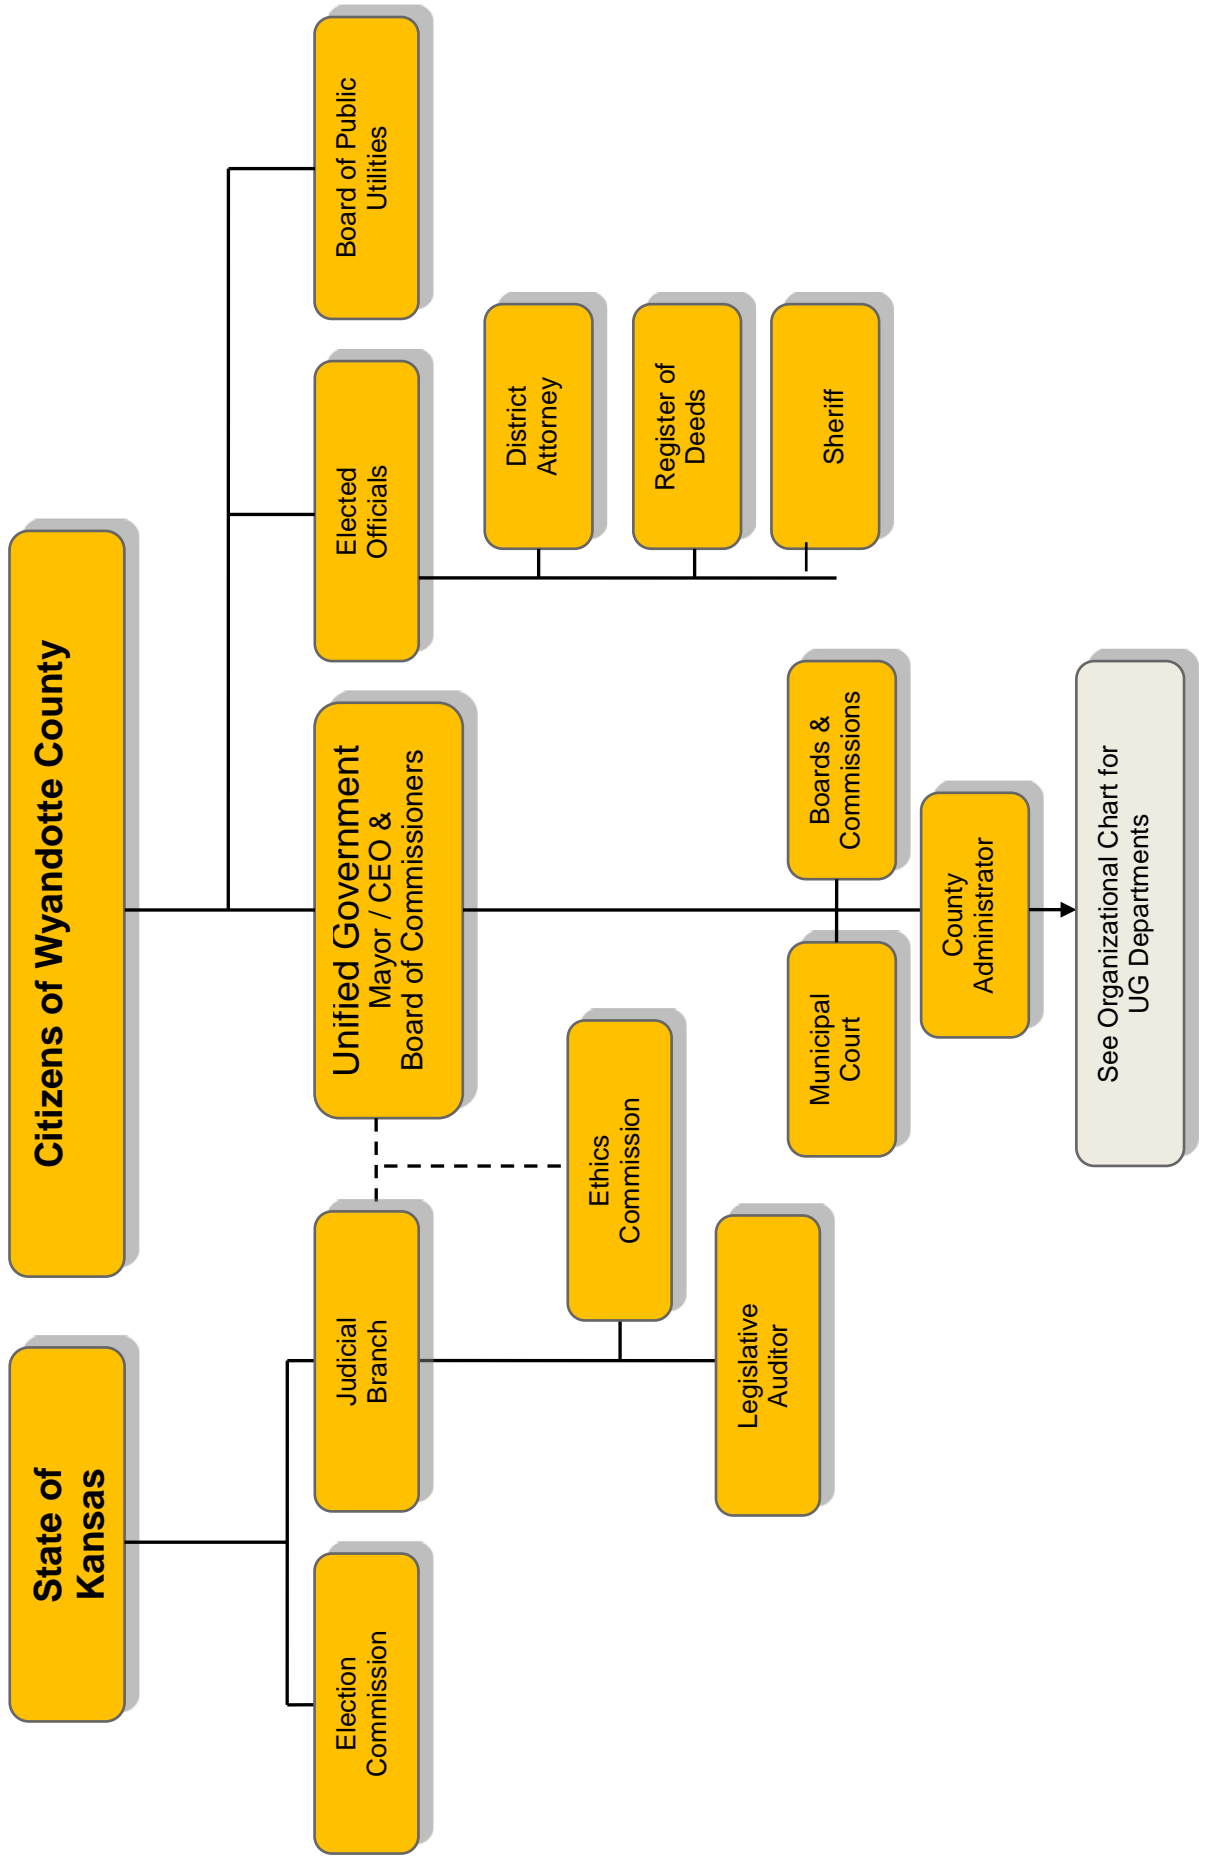 State of
Kansas
Citizens of Wyandotte County
Election
Commission
Judicial
Branch
Unified Government
Mayor / CEO &
Board of Commissioners
Elected
Officials
Board of Public
Utilities
Ethics
Commission
Legislative
Auditor
District
Attorney
Register of
Deeds
Sheriff
Municipal
Court
Boards &
Commissions
County
Administrator
See Organizational Chart for
UG Departments